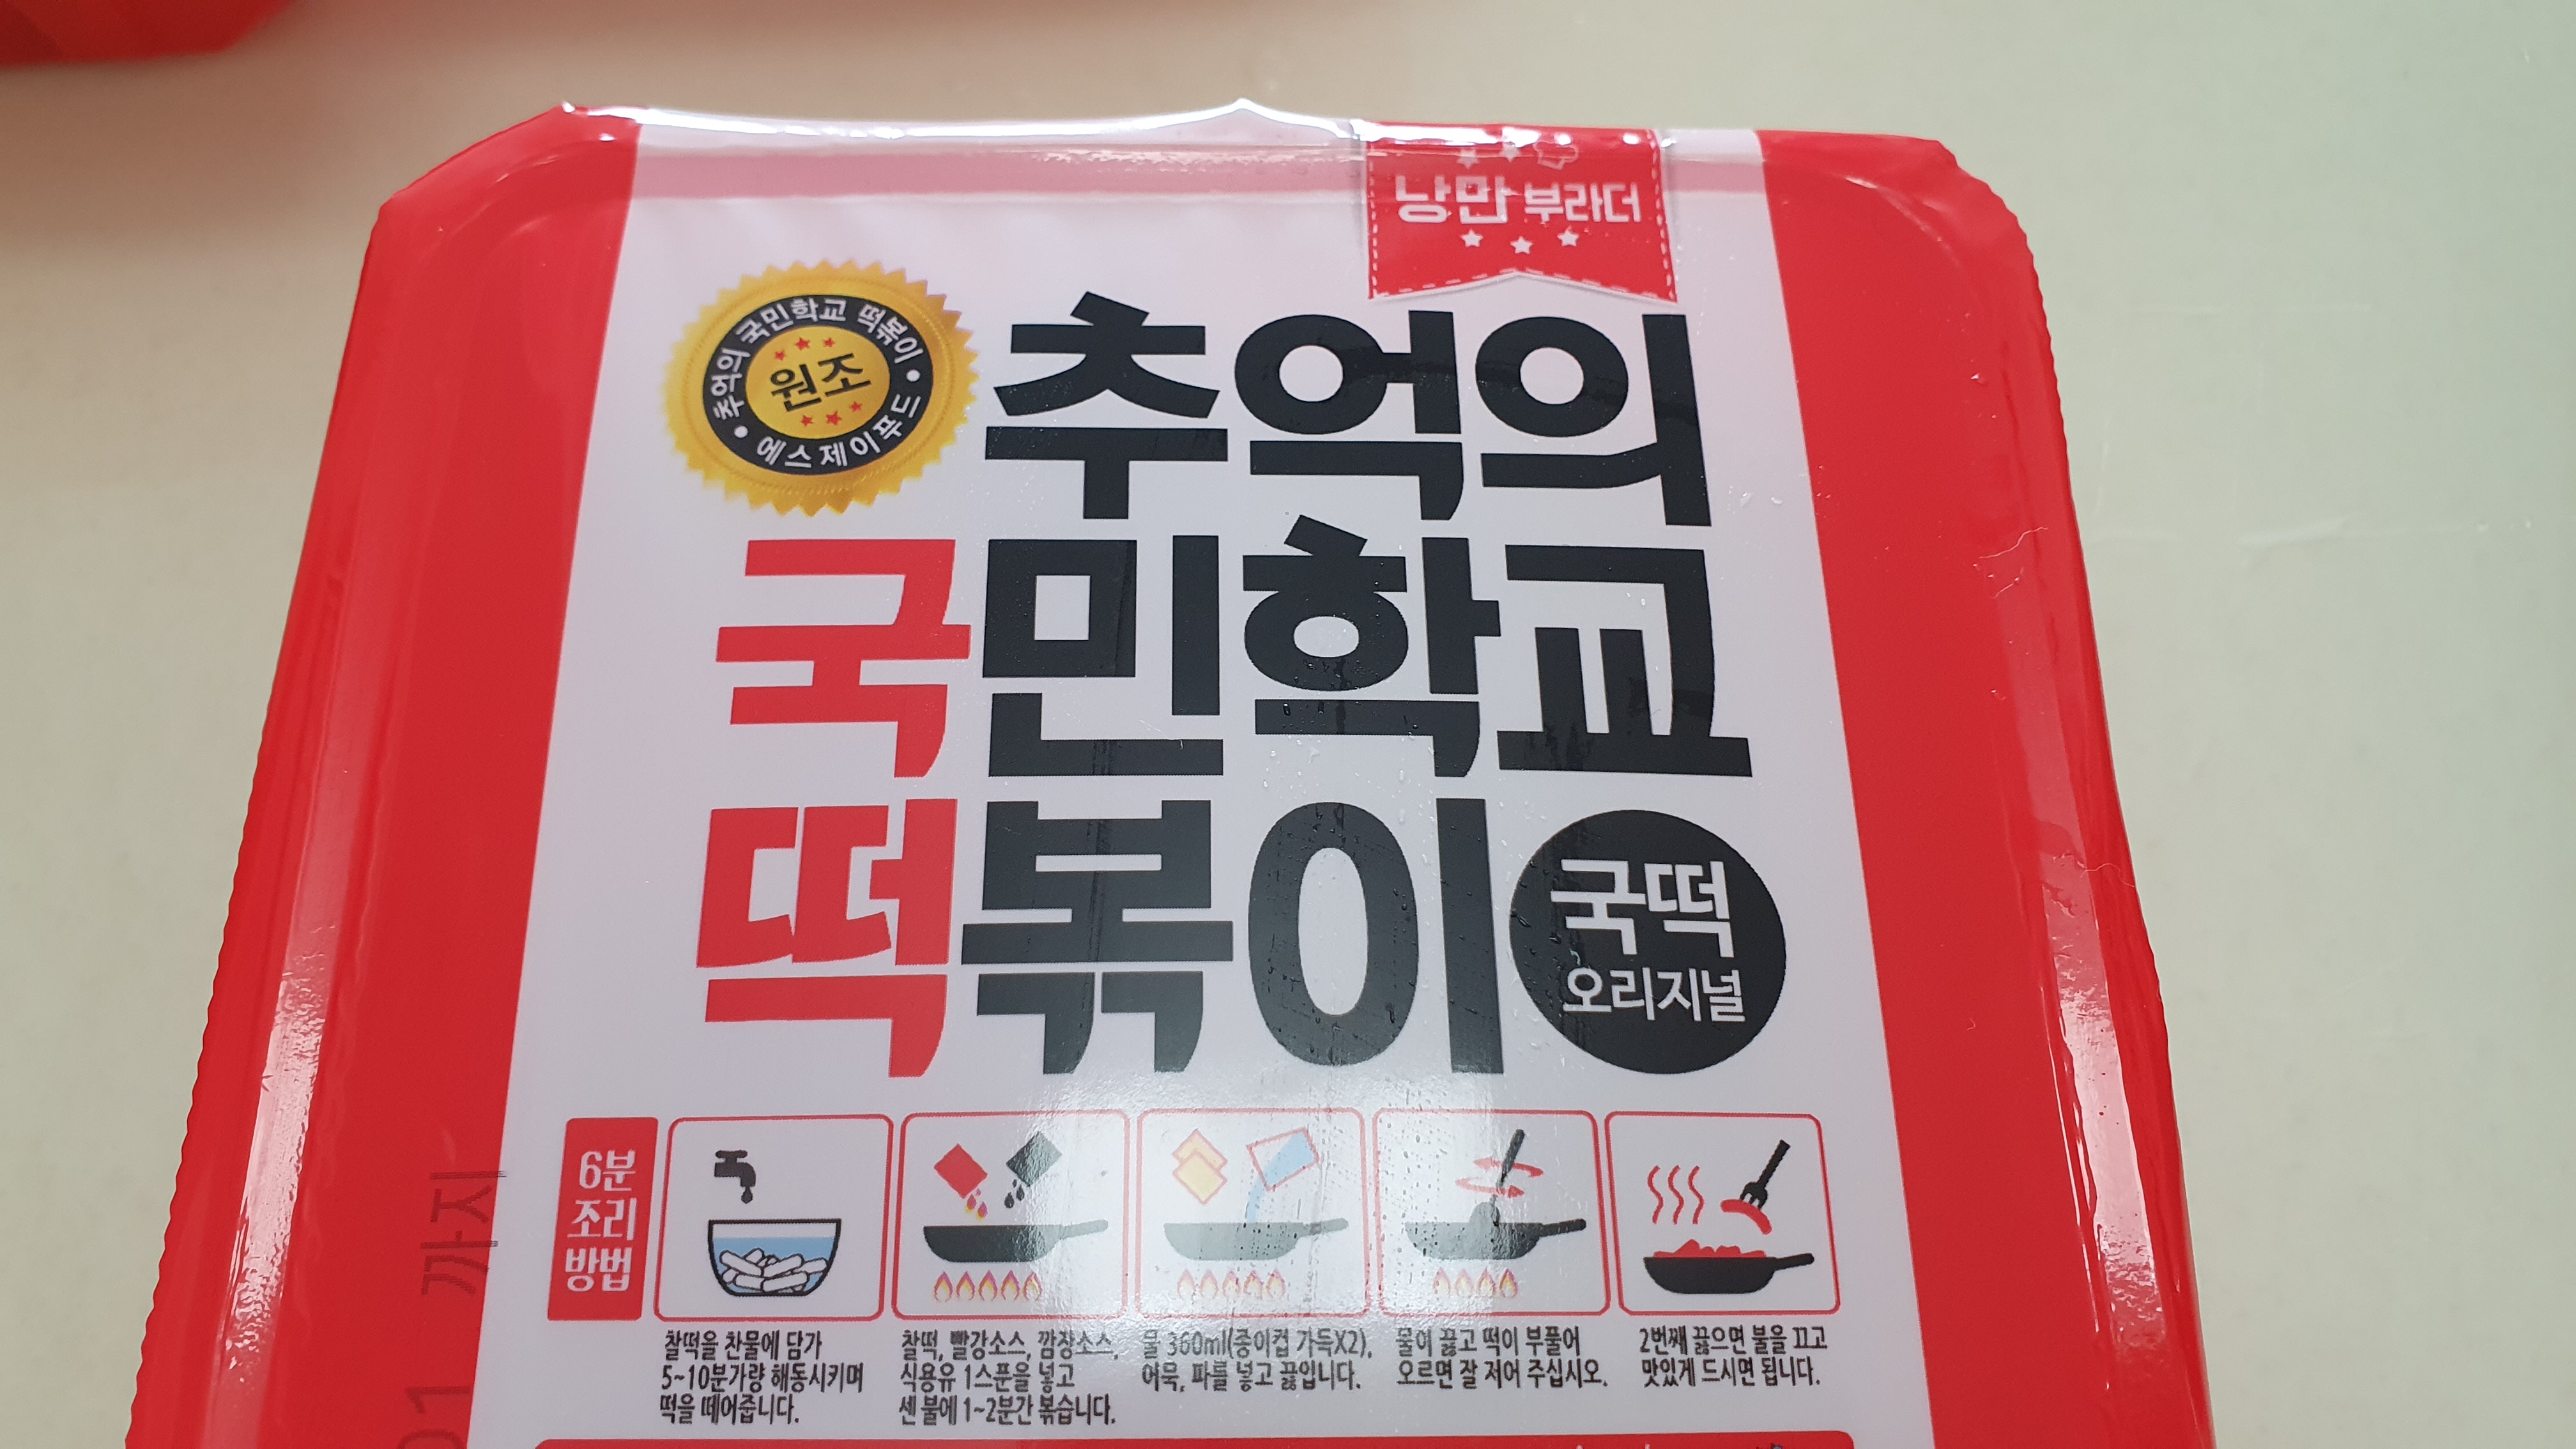 낭만 부라더
추억의 국민학교 떡볶이
원조
에스제이푸드
추억의
국민학교
떡볶이
국떡
오리지널
6분
조리
방법
찰떡을 찬물에 담가
5~10분가량 해동시키며
떡을 떼어줍니다.
찰떡, 빨강소스, 깜장소스,
식용유 1스푼을 넣고
센 불에 1~2분간 볶습니다.
물 360ml(종이컵 가득X2),
어묵, 파를 넣고 끓입니다.
물이 끓고 떡이 부풀어
오르면 잘 저어 주십시오.
2번째 끓으면 불을 끄고
맛있게 드시면 됩니다.
01 까지